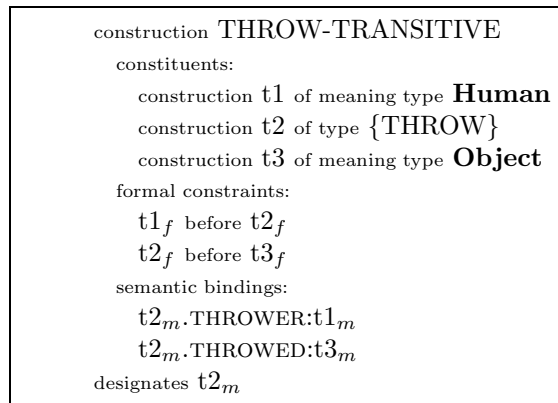 construction THROW-TRANSITIVE
constituents:
construction t1 of meaning type Human
construction t2 of type {THROW}
construction t3 of meaning type Object
formal constraints:
t1f before t2f
t2f before t3f
semantic bindings:
t2m.THROWER:t1m
t2m.THROWED:t3m
designates t2m